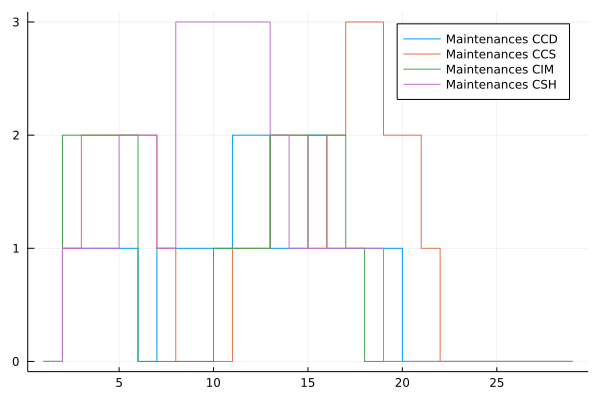 3
Maintenances CCD
Maintenances CCS
Maintenances CIM
Maintenances CSH
2
1
0
5 10 15 20 25